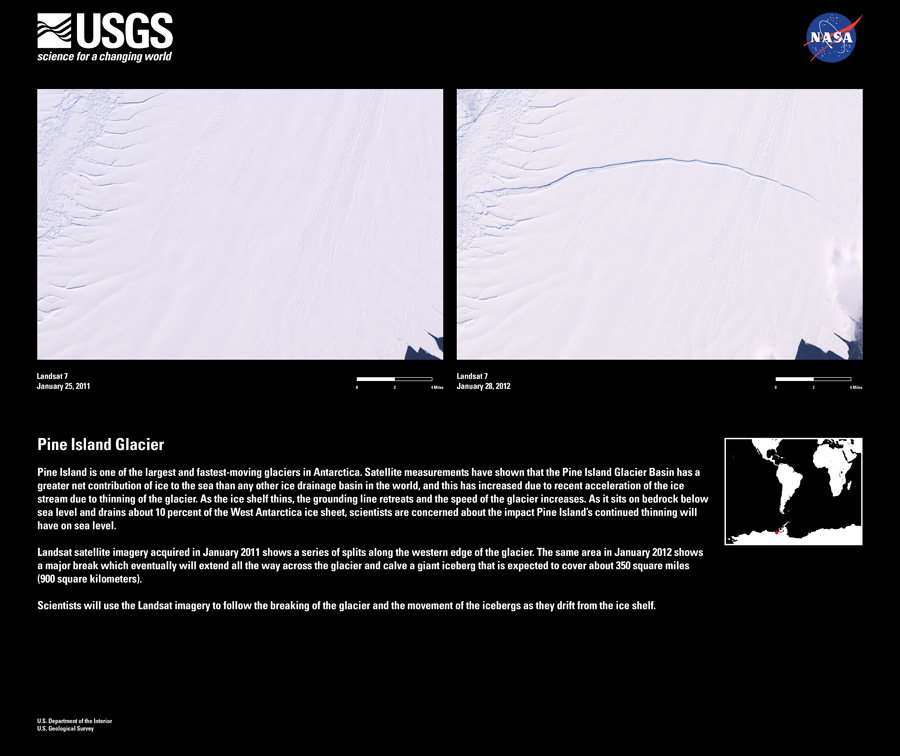 USGS
science for a changing world
NASA
Landsat 7
January 25, 2011
0 2 4 Miles
Landsat 7
January 28, 2012
0 2 4 Miles
Pine Island Glacier
Pine Island is one of the largest and fastest-moving glaciers in Antarctica. Satellite measurements have shown that the Pine Island Glacier Basin has a
greater net contribution of ice to the sea than any other ice drainage basin in the world, and this has increased due to recent acceleration of the ice
stream due to thinning of the glacier. As the ice shelf thins, the grounding line retreats and the speed of the glacier increases. As it sits on bedrock below
sea level and drains about 10 percent of the West Antarctica ice sheet, scientists are concerned about the impact Pine Island's continued thinning will
have on sea level.
Landsat satellite imagery acquired in January 2011 shows a series of splits along the western edge of the glacier. The same area in January 2012 shows
a major break which eventually will extend all the way across the glacier and calve a giant iceberg that is expected to cover about 350 square miles
(900 square kilometers).
Scientists will use the Landsat imagery to follow the breaking of the glacier and the movement of the icebergs as they drift from the ice shelf.
U.S. Department of the Interior
U.S. Geological Survey